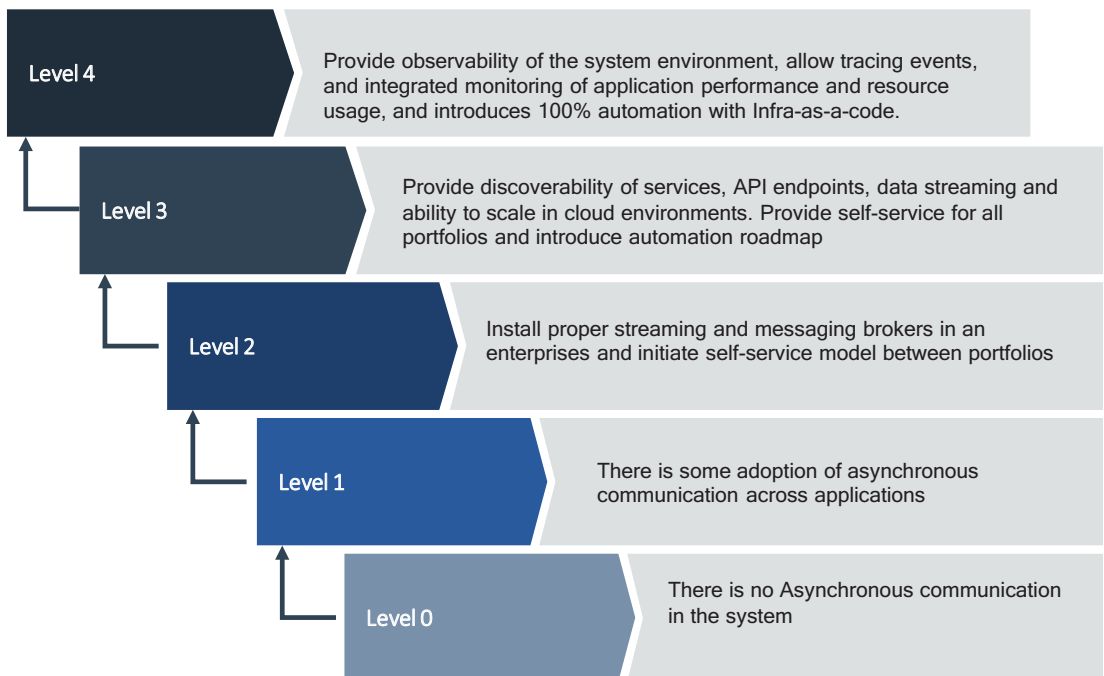 Level 4
Provide observability of the system environment, allow tracing events,
and integrated monitoring of application performance and resource
usage, and introduces 100% automation with Infra-as-a-code.
Level 3
Provide discoverability of services, API endpoints, data streaming and
ability to scale in cloud environments. Provide self-service for all
portfolios and introduce automation roadmap
Level 2
Install proper streaming and messaging brokers in an
enterprises and initiate self-service model between portfolios
Level 1
There is some adoption of asynchronous
communication across applications
Level 0
There is no Asynchronous communication
in the system